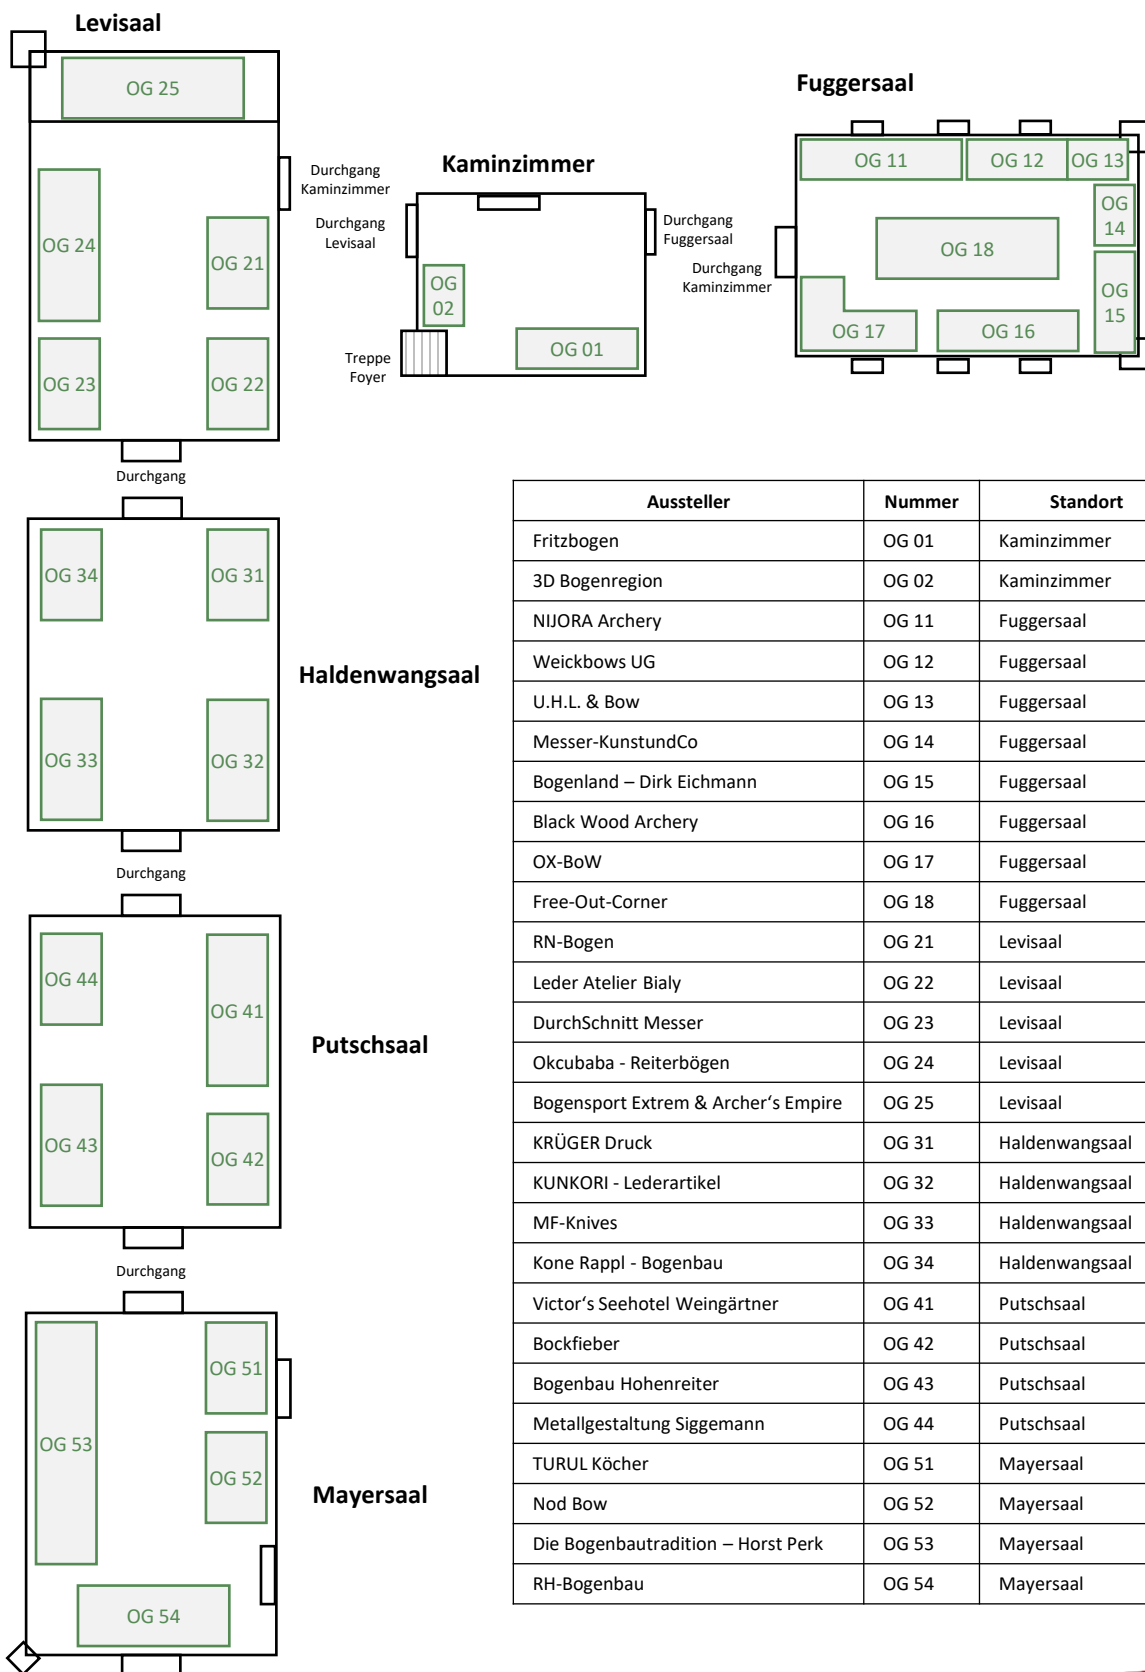 Levisaal
OG 25
OG 24
OG 21
OG 23
OG 22
Durchgang
Kaminzimmer
Durchgang
Kaminzimmer
Durchgang
Levisaal
Durchgang
Fuggersaal
OG
02
OG 01
Treppe
Foyer
Fuggersaal
OG 11
OG 12
OG 13
OG
14
OG 18
OG
15
OG 17
OG 16
Durchgang
Kaminzimmer
OG 34
OG 31
OG 33
OG 32
Haldenwangsaal
Durchgang
OG 44
OG 41
OG 43
OG 42
Putschsaal
Durchgang
OG 51
OG 53
OG 52
OG 54
Mayersaal
Aussteller Nummer Standort
Fritzbogen OG 01 Kaminzimmer
3D Bogenregion OG 02 Kaminzimmer
NIJORA Archery OG 11 Fuggersaal
Weickbows UG OG 12 Fuggersaal
U.H.L. & Bow OG 13 Fuggersaal
Messer-KunstundCo OG 14 Fuggersaal
Bogenland – Dirk Eichmann OG 15 Fuggersaal
Black Wood Archery OG 16 Fuggersaal
OX-BoW OG 17 Fuggersaal
Free-Out-Corner OG 18 Fuggersaal
RN-Bogen OG 21 Levisaal
Leder Atelier Bialy OG 22 Levisaal
DurchSchnitt Messer OG 23 Levisaal
Okcubaba - Reiterbögen OG 24 Levisaal
Bogensport Extrem & Archer‘s Empire OG 25 Levisaal
KRÜGER Druck OG 31 Haldenwangsaal
KUNKORI - Lederartikel OG 32 Haldenwangsaal
MF-Knives OG 33 Haldenwangsaal
Kone Rappl - Bogenbau OG 34 Haldenwangsaal
Victor‘s Seehotel Weingärtner OG 41 Putschsaal
Bockfieber OG 42 Putschsaal
Bogenbau Hohenreiter OG 43 Putschsaal
Metallgestaltung Siggemann OG 44 Putschsaal
TURUL Köcher OG 51 Mayersaal
Nod Bow OG 52 Mayersaal
Die Bogenbautradition – Horst Perk OG 53 Mayersaal
RH-Bogenbau OG 54 Mayersaal